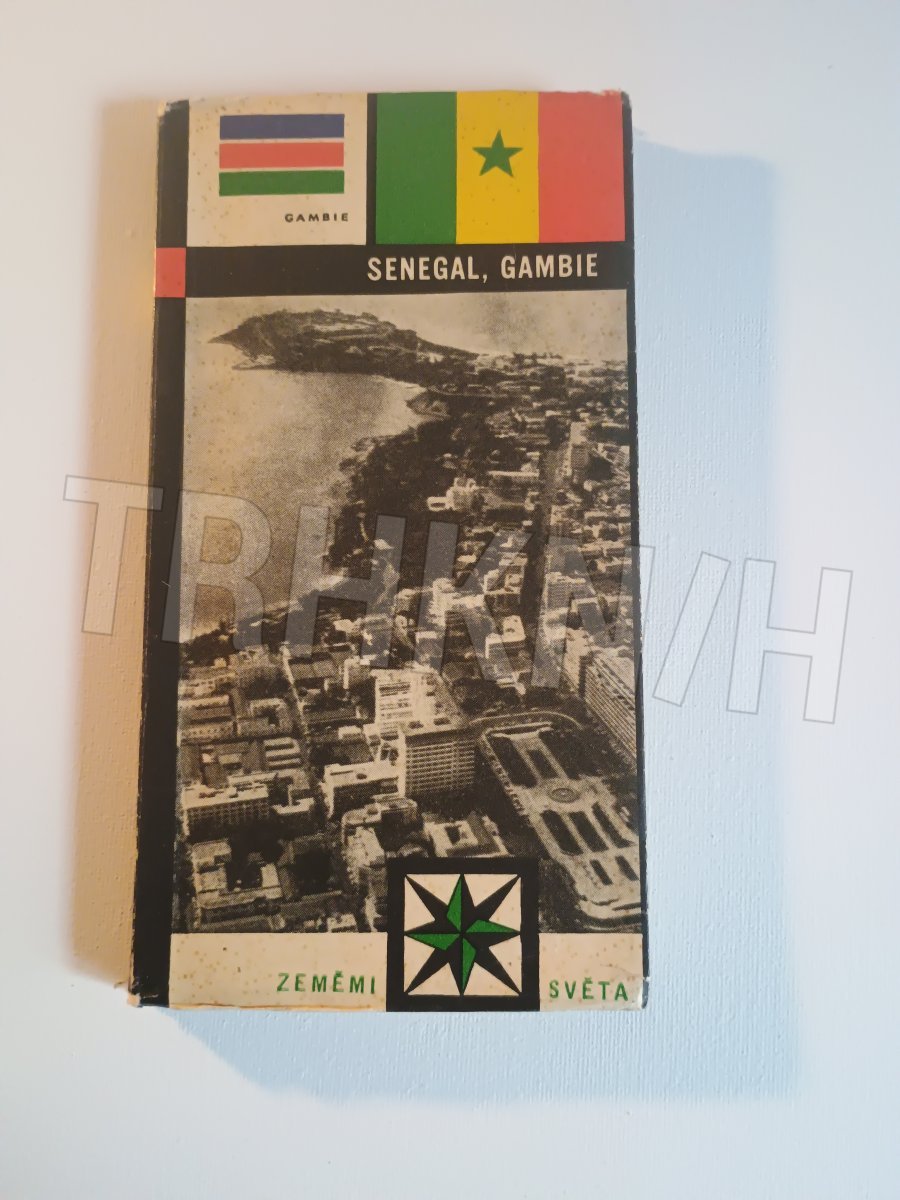 GAMBIE
SENEGAL, GAMBIE
TRHKNIH
ZEMĚMI SVĚTA